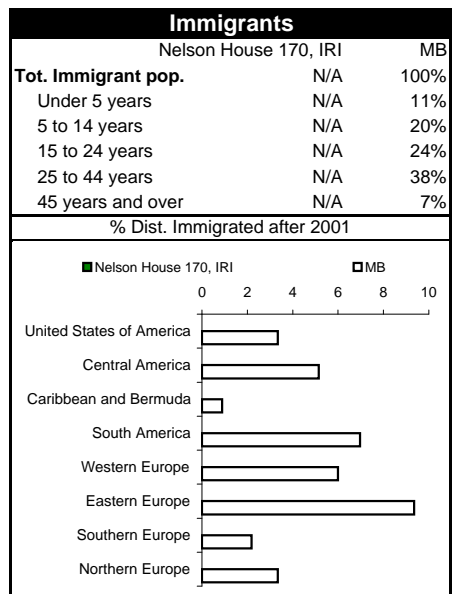 Immigrants
Nelson House 170, IRI MB
Tot. Immigrant pop. N/A 100%
Under 5 years N/A 11%
5 to 14 years N/A 20%
15 to 24 years N/A 24%
25 to 44 years N/A 38%
45 years and over N/A 7%
% Dist. Immigrated after 2001
Nelson House 170, IRI MB
0 2 4 6 8 10
United States of America
Central America
Caribbean and Bermuda
South America
Western Europe
Eastern Europe
Southern Europe
Northern Europe